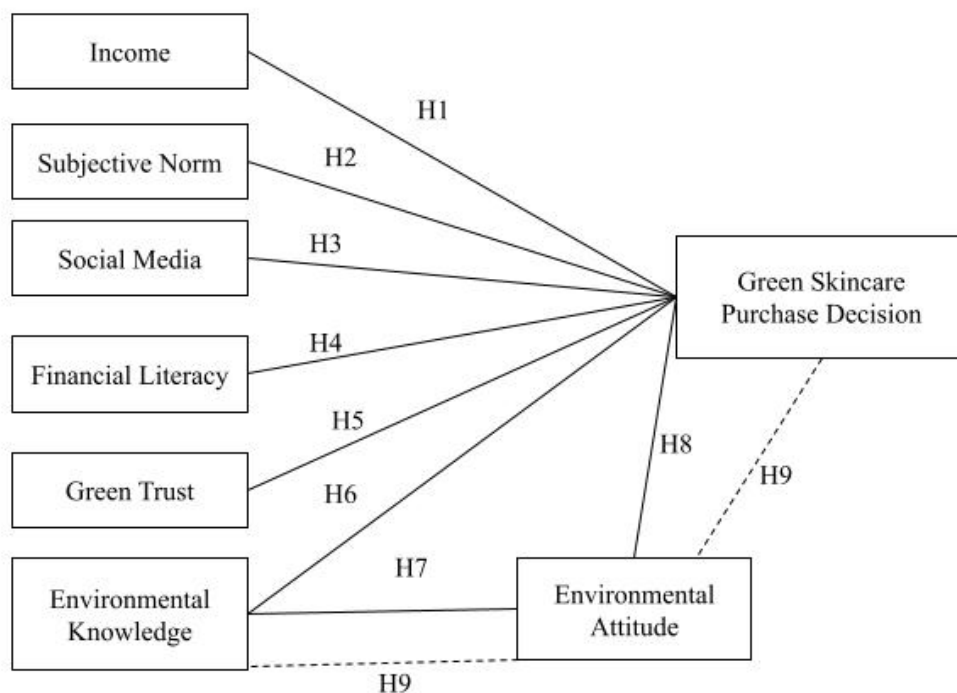 Income
H1
Subjective Norm
H2
Social Media
H3
Green Skincare
Purchase Decision
Financial Literacy
H4
Green Trust
H5
H6
H8
H9
Environmental
Knowledge
H7
Environmental
Attitude
H9